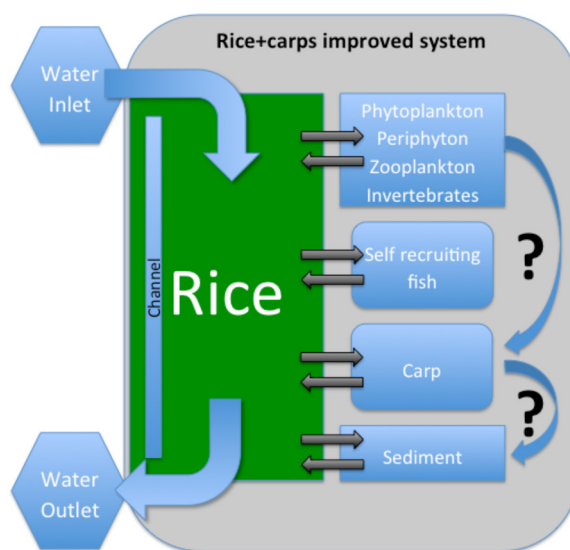 Rice+carps improved system
Water
Inlet
Phytoplankton
Periphyton
Zooplankton
Invertebrates
Channel
Rice
Self recruiting
fish
?
Carp
?
Sediment
Water
Outlet